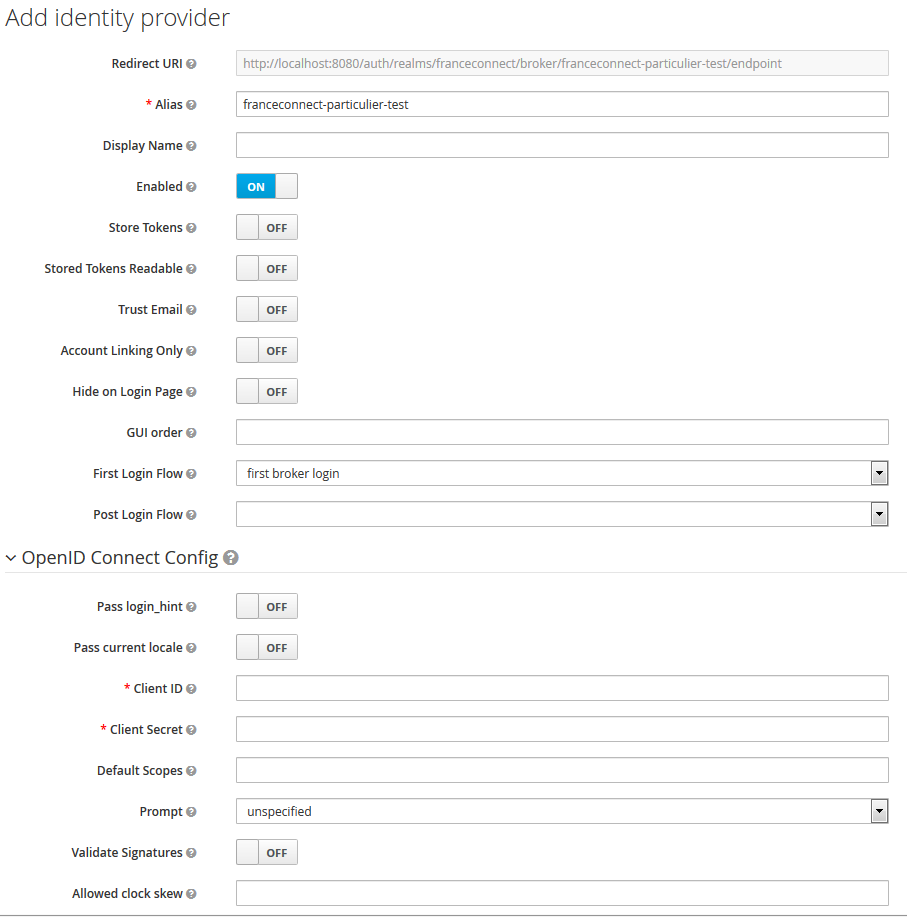 Add identity provider
Redirect URI http://localhost:8080/auth/realms/franceconnect/broker/franceconnect-particulier-test/endpoint
* Alias franceconnect-particulier-test
Display Name
Enabled ON
Store Tokens OFF
Stored Tokens Readable OFF
Trust Email OFF
Account Linking Only OFF
Hide on Login Page OFF
GUI order
First Login Flow first broker login
Post Login Flow
OpenID Connect Config
Pass login_hint OFF
Pass current locale OFF
* Client ID
* Client Secret
Default Scopes
Prompt unspecified
Validate Signatures OFF
Allowed clock skew